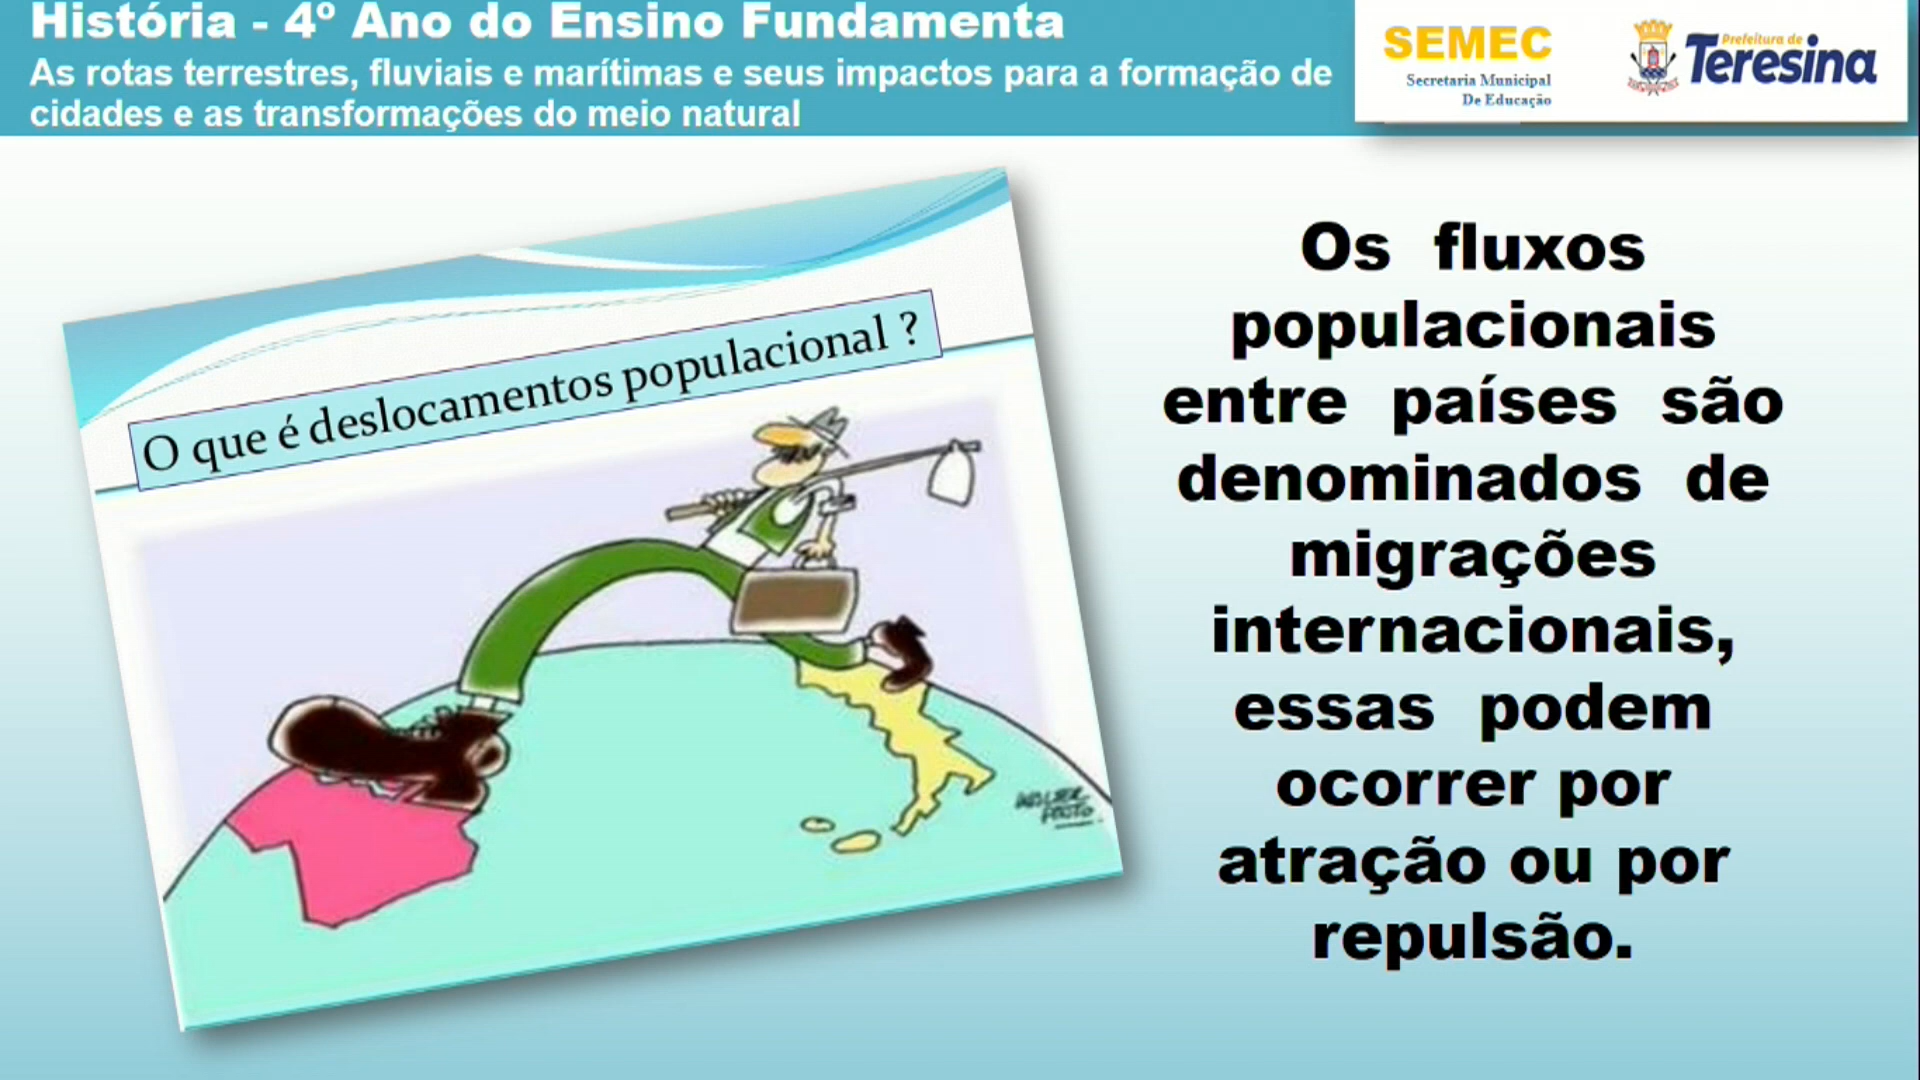 História - 4º Ano do Ensino Fundamenta
As rotas terrestres, fluviais e marítimas e seus impactos para a formação de
cidades e as transformações do meio natural
SEMEC
Secretaria Municipal
De Educação
Prefeitura de
Teresina
O que é deslocamentos populacional ?
Os fluxos
populacionais
entre países são
denominados de
migrações
internacionais,
essas podem
ocorrer por
atração ou por
repulsão.